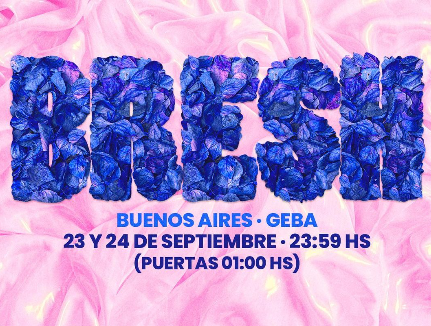 BRESH
BUENOS AIRES · GEBA
23 Y 24 DE SEPTIEMBRE · 23:59 HS
(PUERTAS 01:00 HS)